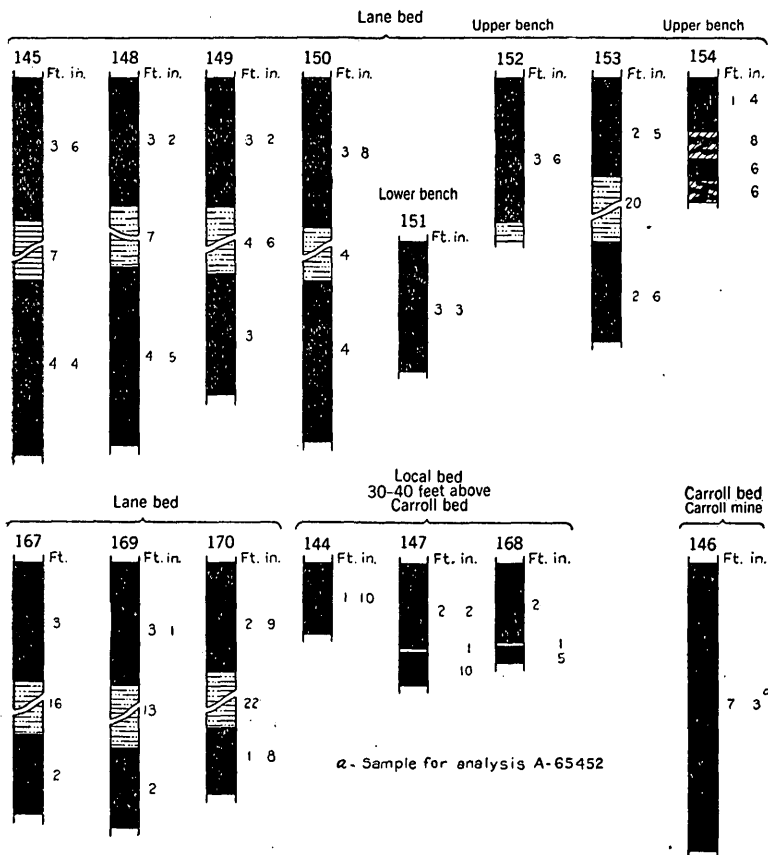 Lane bed
Upper bench
Upper bench
145 148 149 150 152 153 154
Ft. in. Ft. in. Ft. in. Ft. in. Ft. in. Ft. in. Ft. in.
1 4
3 6 3 2 3 2 3 8 3 6 2 5 8
6
6
Lower bench
151
Ft. in.
7 7 4 6 4 20
3 3 2 6
4 4 4 5 3 4
Lane bed
Local bed
30-40 feet above
Carroll bed
Carroll bed
Carroll mine
167 169 170 144 147 168 146
Ft. Ft. in. Ft. in. Ft. in. Ft. in. Ft. in. Ft. in.
3 3 1 2 9 1 10 2 2 2
1 1
10 5
16 13 22 7 3a
2 2 1 8
a- Sample for analysis A-65452